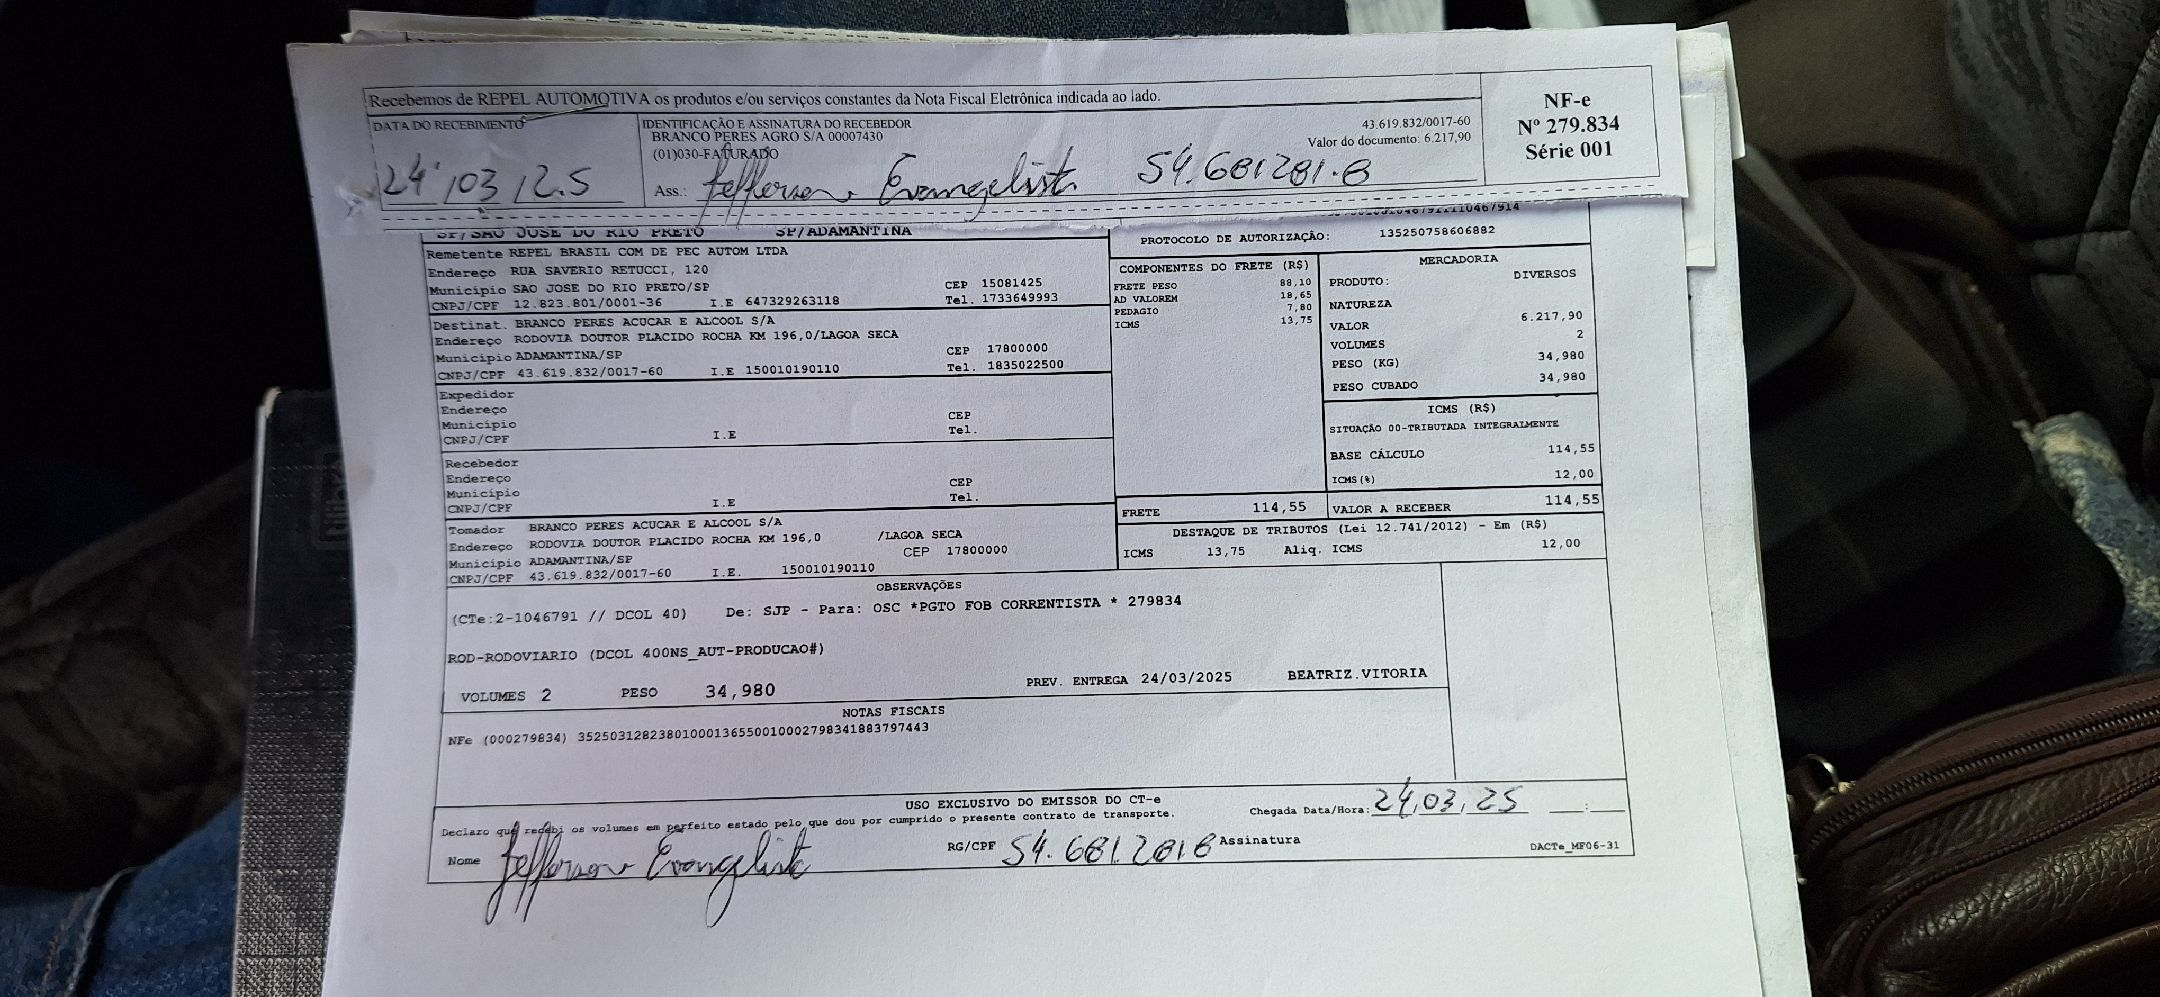 Recebemos de REPEL AUTOMOTIVA os produtos e/ou serviços constantes da Nota Fiscal Eletrônica indicada ao lado.
NF-e
Nº 279.834
Série 001
DATA DO RECEBIMENTO
24/03/25
IDENTIFICAÇÃO E ASSINATURA DO RECEBEDOR
BRANCO PERES AGRO S/A 00007430
(01)030-FATURADO
43.619.832/0017-60
Valor do documento: 6.217,90
Ass.: Jefferson Evangelista 54.681281.8
SP/SAO JOSE DO RIO PRETO SP/ADAMANTINA
PROTOCOLO DE AUTORIZAÇÃO: 135250758606882
Remetente REPEL BRASIL COM DE PEC AUTOM LTDA
Endereço RUA SAVERIO RETUCCI, 120
Município SAO JOSE DO RIO PRETO/SP CEP 15081425
CNPJ/CPF 12.823.801/0001-36 I.E 647329263118 Tel. 1733649993
Destinat. BRANCO PERES ACUCAR E ALCOOL S/A
Endereço RODOVIA DOUTOR PLACIDO ROCHA KM 196,0/LAGOA SECA
Município ADAMANTINA/SP CEP 17800000
CNPJ/CPF 43.619.832/0017-60 I.E 150010190110 Tel. 1835022500
Expedidor
Endereço
Município CEP
CNPJ/CPF I.E Tel.
Recebedor
Endereço
Município CEP
CNPJ/CPF I.E Tel.
Tomador BRANCO PERES ACUCAR E ALCOOL S/A
Endereço RODOVIA DOUTOR PLACIDO ROCHA KM 196,0 /LAGOA SECA
Município ADAMANTINA/SP CEP 17800000
CNPJ/CPF 43.619.832/0017-60 I.E. 150010190110
COMPONENTES DO FRETE (R$)
FRETE PESO 88,10
AD VALOREM 18,65
PEDAGIO 7,80
ICMS 13,75
FRETE 114,55
MERCADORIA
PRODUTO: DIVERSOS
NATUREZA
VALOR 6.217,90
VOLUMES 2
PESO (KG) 34,980
PESO CUBADO 34,980
ICMS (R$)
SITUAÇÃO 00-TRIBUTADA INTEGRALMENTE
BASE CÁLCULO 114,55
ICMS(%) 12,00
VALOR A RECEBER 114,55
DESTAQUE DE TRIBUTOS (Lei 12.741/2012) - Em (R$)
ICMS 13,75 Aliq. ICMS 12,00
OBSERVAÇÕES
(CTe:2-1046791 // DCOL 40) De: SJP - Para: OSC *PGTO FOB CORRENTISTA * 279834
ROD-RODOVIARIO (DCOL 400NS_AUT-PRODUCAO#)
VOLUMES 2 PESO 34,980 PREV. ENTREGA 24/03/2025 BEATRIZ.VITORIA
NOTAS FISCAIS
NFe (000279834) 35250312823801000136550010002798341883797443
USO EXCLUSIVO DO EMISSOR DO CT-e
Declaro que recebi os volumes em perfeito estado pelo que dou por cumprido o presente contrato de transporte.
Chegada Data/Hora: 24,03,25 __:__
Nome Jefferson Evangelista RG/CPF 54.681.281.8 Assinatura
DACTe_MF06-31